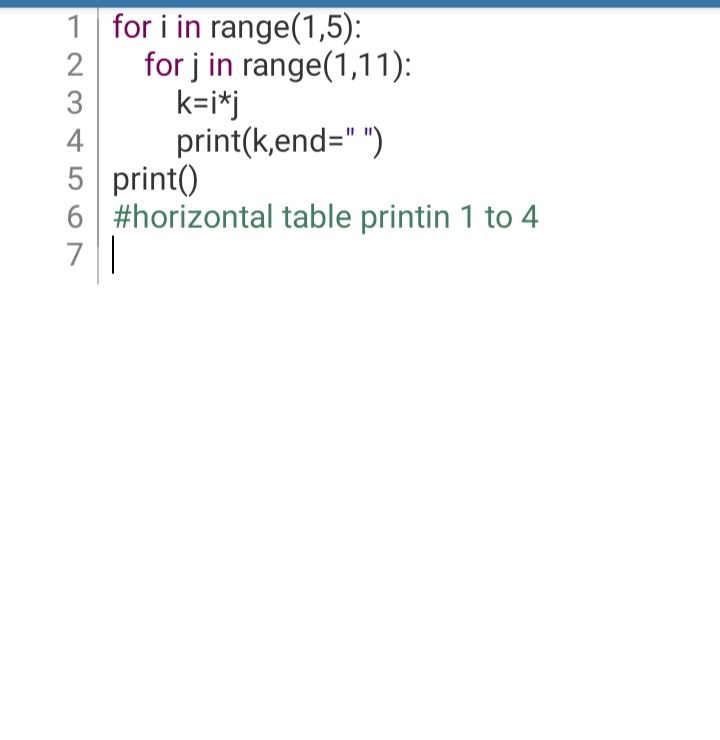 1 for i in range(1,5):
2     for j in range(1,11):
3         k=i*j
4         print(k,end=" ")
5 print()
6 #horizontal table printin 1 to 4
7